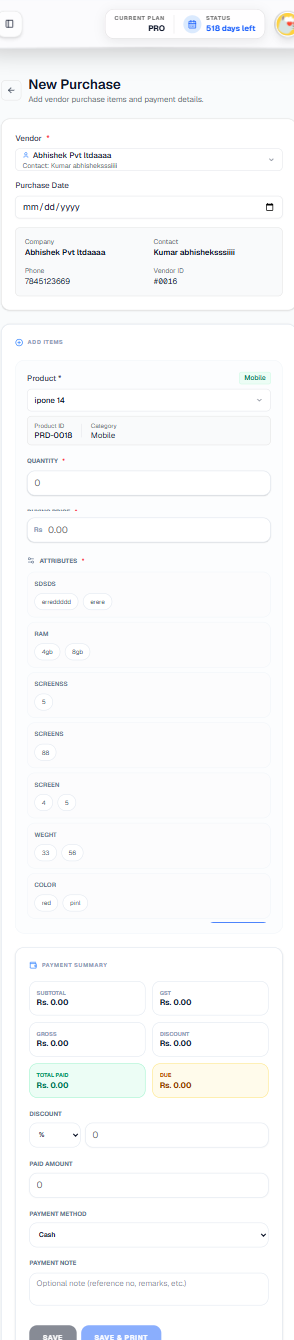 CURRENT PLAN
PRO
STATUS
518 days left
New Purchase
Add vendor purchase items and payment details.
Vendor *
Abhishek Pvt ltdaaaa
Contact: Kumar abhisheksssiiii
Purchase Date
mm/dd/yyyy
Company
Abhishek Pvt ltdaaaa
Contact
Kumar abhisheksssiiii
Phone
7845123669
Vendor ID
#0016
ADD ITEMS
Product *
Mobile
ipone 14
Product ID
PRD-0018
Category
Mobile
QUANTITY *
0
Rs 0.00
ATTRIBUTES *
SDSDS
erreddddd
erere
RAM
4gb
8gb
SCREENSS
5
SCREENS
88
SCREEN
4
5
WEGHT
33
56
COLOR
red
pini
PAYMENT SUMMARY
SUBTOTAL
Rs. 0.00
GST
Rs. 0.00
GROSS
Rs. 0.00
DISCOUNT
Rs. 0.00
TOTAL PAID
Rs. 0.00
DUE
Rs. 0.00
DISCOUNT
%
0
PAID AMOUNT
0
PAYMENT METHOD
Cash
PAYMENT NOTE
Optional note (reference no, remarks, etc.)
SAVE
SAVE & PRINT